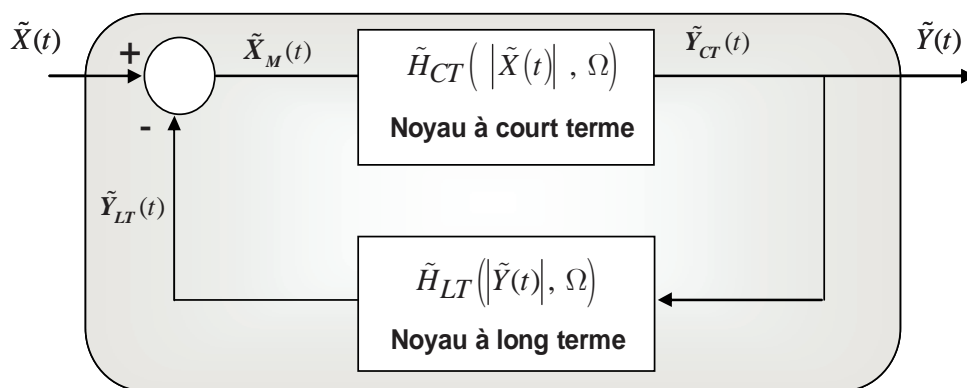 X̃(t)
+
-
X̃_M(t)
H̃_CT( |X̃(t)| , Ω)
Noyau à court terme
Ỹ_CT(t)
Ỹ(t)
Ỹ_LT(t)
H̃_LT(|Ỹ(t)|, Ω)
Noyau à long terme